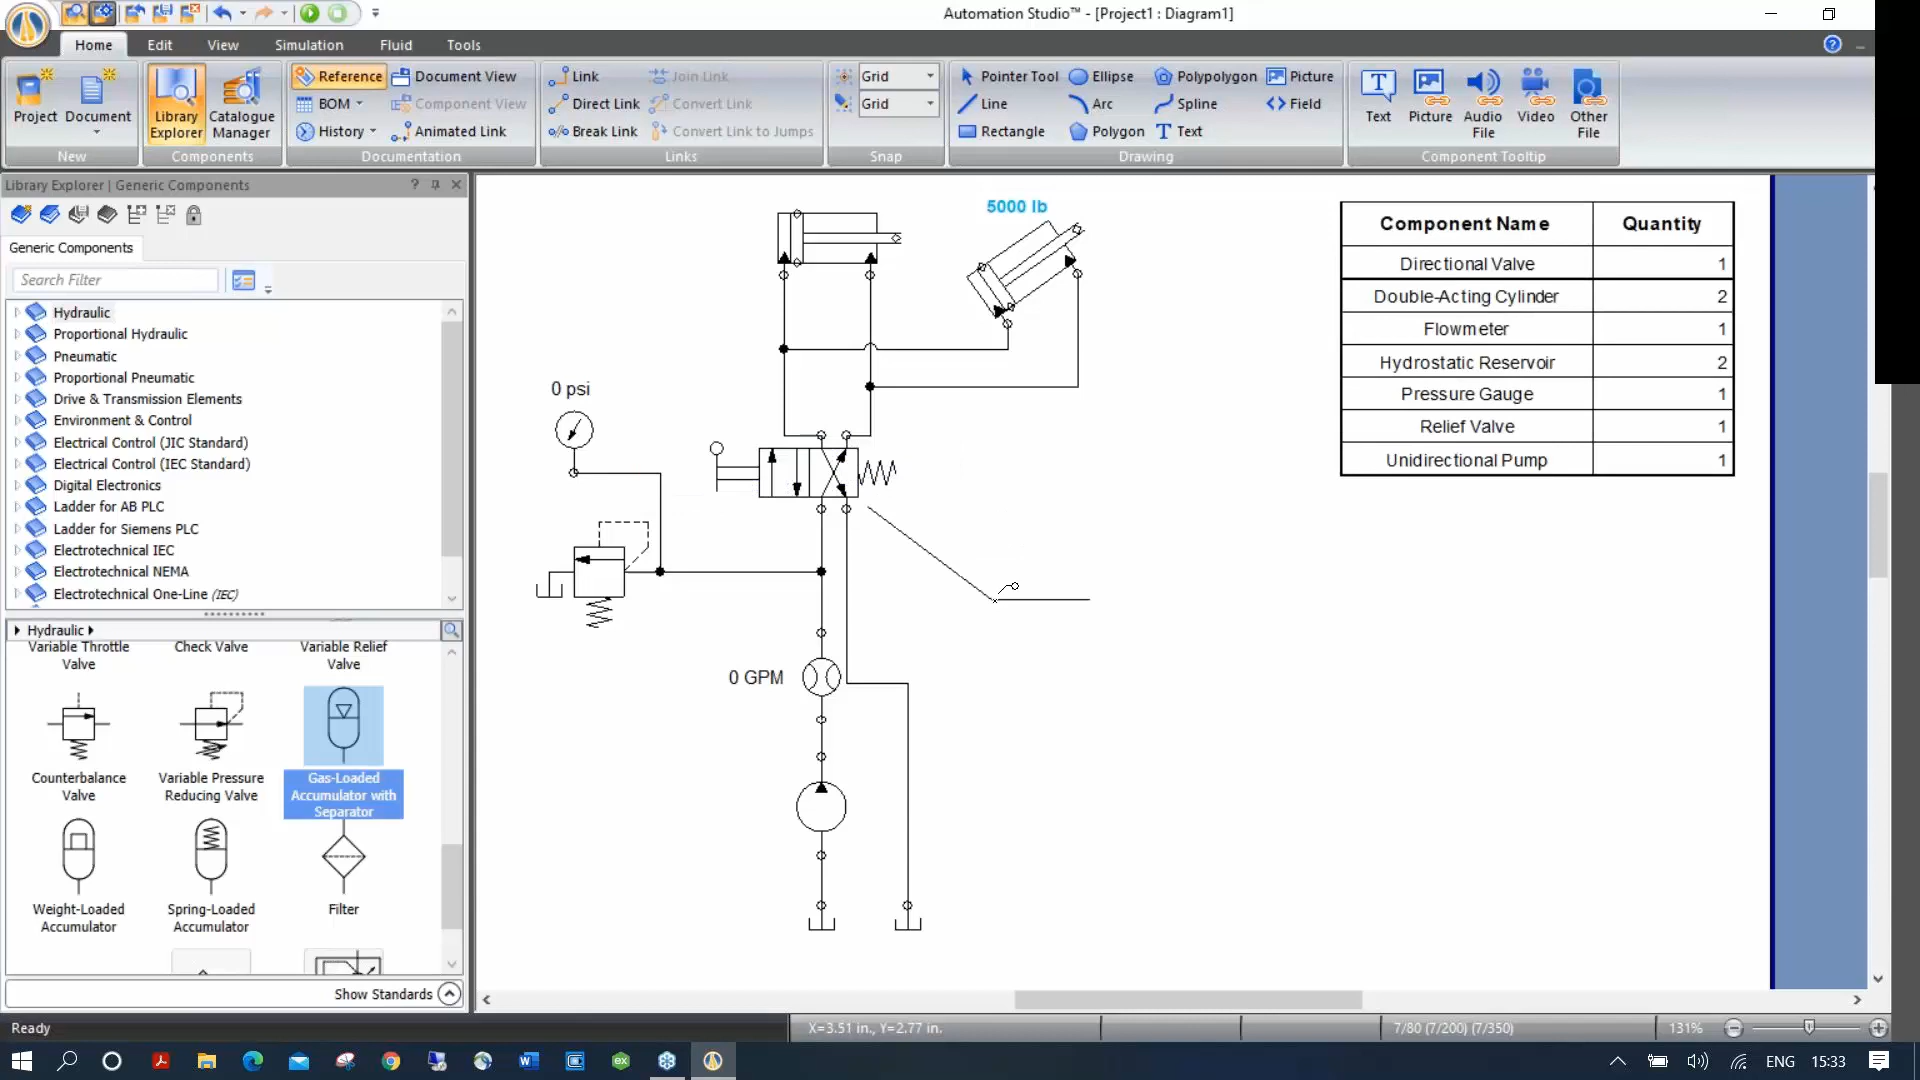 Automation Studio™ - [Project1 : Diagram1]
Home Edit View Simulation Fluid Tools
Project Document
New
Library Explorer
Catalogue Manager
Components
Reference Document View
BOM Component View
History Animated Link
Documentation
Link Join Link
Direct Link Convert Link
Break Link Convert Link to Jumps
Links
Grid
Grid
Snap
Pointer Tool Ellipse Polypolygon Picture
Line Arc Spline Field
Rectangle Polygon Text
Drawing
Text Picture Audio File Video Other File
Component Tooltip
Library Explorer | Generic Components
Generic Components
Search Filter
Hydraulic
Proportional Hydraulic
Pneumatic
Proportional Pneumatic
Drive & Transmission Elements
Environment & Control
Electrical Control (JIC Standard)
Electrical Control (IEC Standard)
Digital Electronics
Ladder for AB PLC
Ladder for Siemens PLC
Electrotechnical IEC
Electrotechnical NEMA
Electrotechnical One-Line (IEC)
Hydraulic
Variable Throttle Valve
Check Valve
Variable Relief Valve
Counterbalance Valve
Variable Pressure Reducing Valve
Gas-Loaded Accumulator with Separator
Weight-Loaded Accumulator
Spring-Loaded Accumulator
Filter
Show Standards
5000 lb
0 psi
0 GPM
Component Name Quantity
Directional Valve 1
Double-Acting Cylinder 2
Flowmeter 1
Hydrostatic Reservoir 2
Pressure Gauge 1
Relief Valve 1
Unidirectional Pump 1
Ready
X=3.51 in., Y=2.77 in.
7/80 (7/200) (7/350)
131%
ENG 15:33